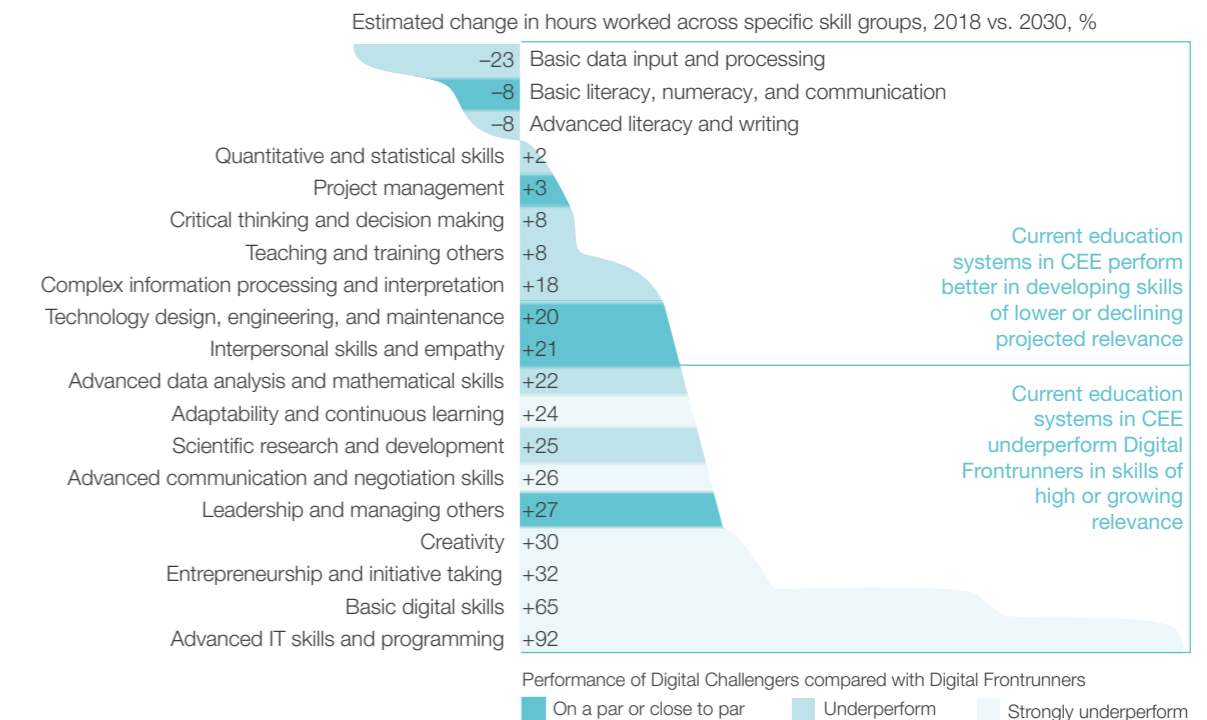 Estimated change in hours worked across specific skill groups, 2018 vs. 2030, %
–23 Basic data input and processing
–8 Basic literacy, numeracy, and communication
–8 Advanced literacy and writing
Quantitative and statistical skills +2
Project management +3
Critical thinking and decision making +8
Teaching and training others +8
Complex information processing and interpretation +18
Technology design, engineering, and maintenance +20
Interpersonal skills and empathy +21
Current education
systems in CEE perform
better in developing skills
of lower or declining
projected relevance
Advanced data analysis and mathematical skills +22
Adaptability and continuous learning +24
Scientific research and development +25
Advanced communication and negotiation skills +26
Leadership and managing others +27
Creativity +30
Entrepreneurship and initiative taking +32
Basic digital skills +65
Advanced IT skills and programming +92
Current education
systems in CEE
underperform Digital
Frontrunners in skills of
high or growing
relevance
Performance of Digital Challengers compared with Digital Frontrunners
On a par or close to par Underperform Strongly underperform